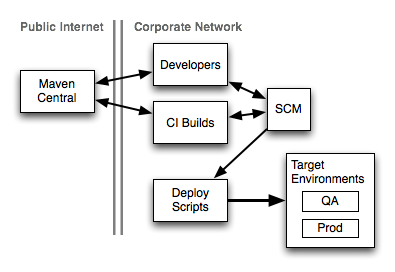 Public Internet
Corporate Network
Developers
Maven
Central
CI Builds
SCM
Target
Environments
Deploy
Scripts
QA
Prod